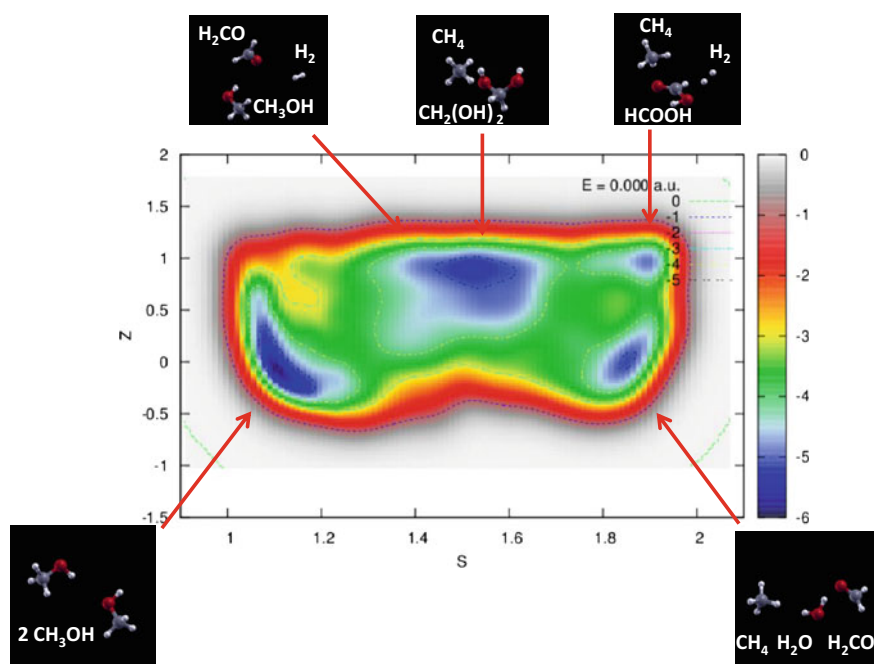 H₂CO
H₂
CH₃OH
CH₄
CH₂(OH)₂
CH₄
H₂
HCOOH
E = 0.000 a.u.
0
-1
-2
-3
-4
-5
2
1.5
1
0.5
0
-0.5
-1
-1.5
Z
1
1.2
1.4
1.6
1.8
2
S
0
-1
-2
-3
-4
-5
-6
2 CH₃OH
CH₄ H₂O H₂CO